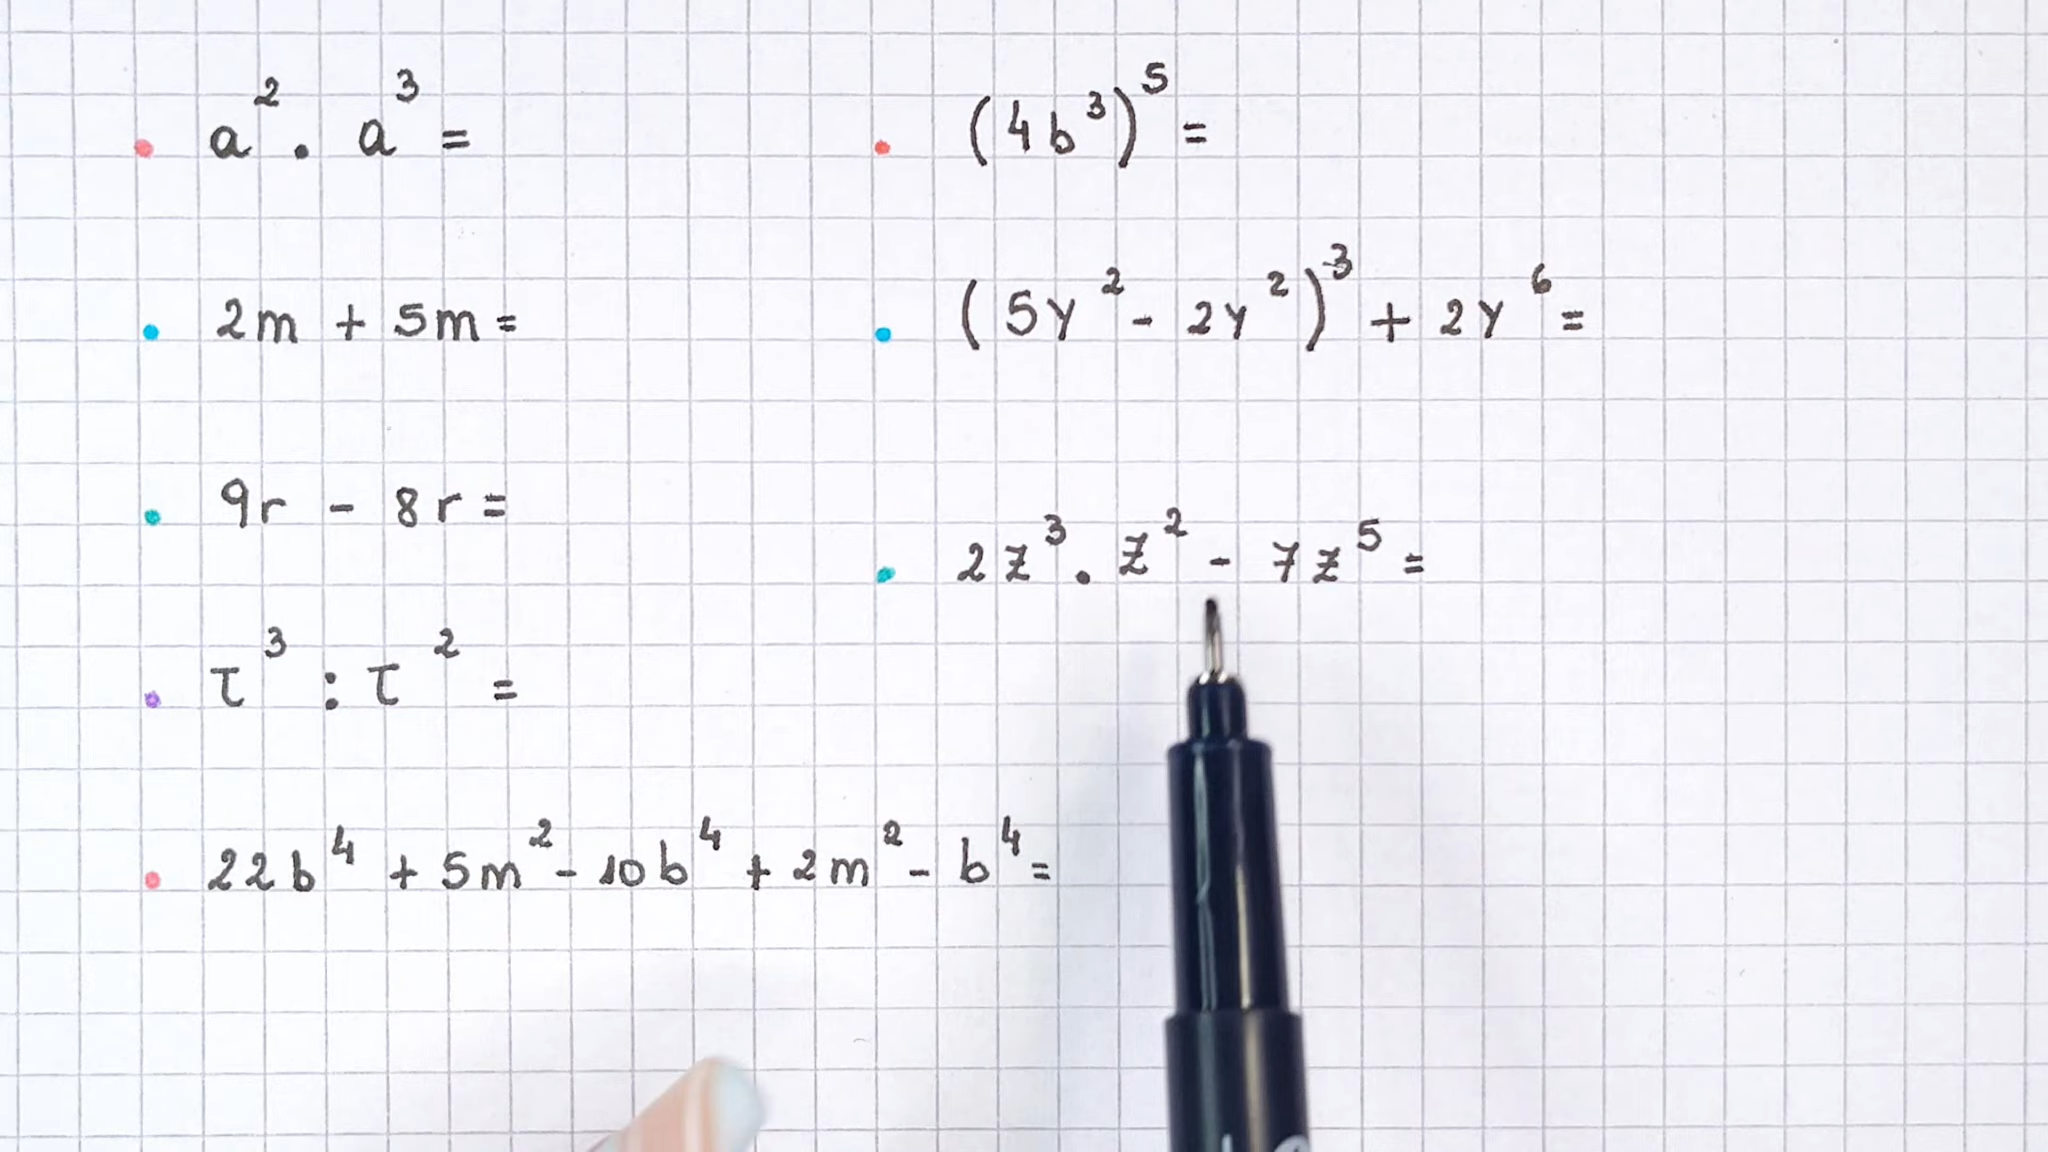 a² · a³ =
2m + 5m =
9r - 8r =
τ³ : τ² =
22b⁴ + 5m² - 10b⁴ + 2m² - b⁴ =
(4b³)⁵ =
(5y² - 2y²)³ + 2y⁶ =
2z³ · z² - 7z⁵ =